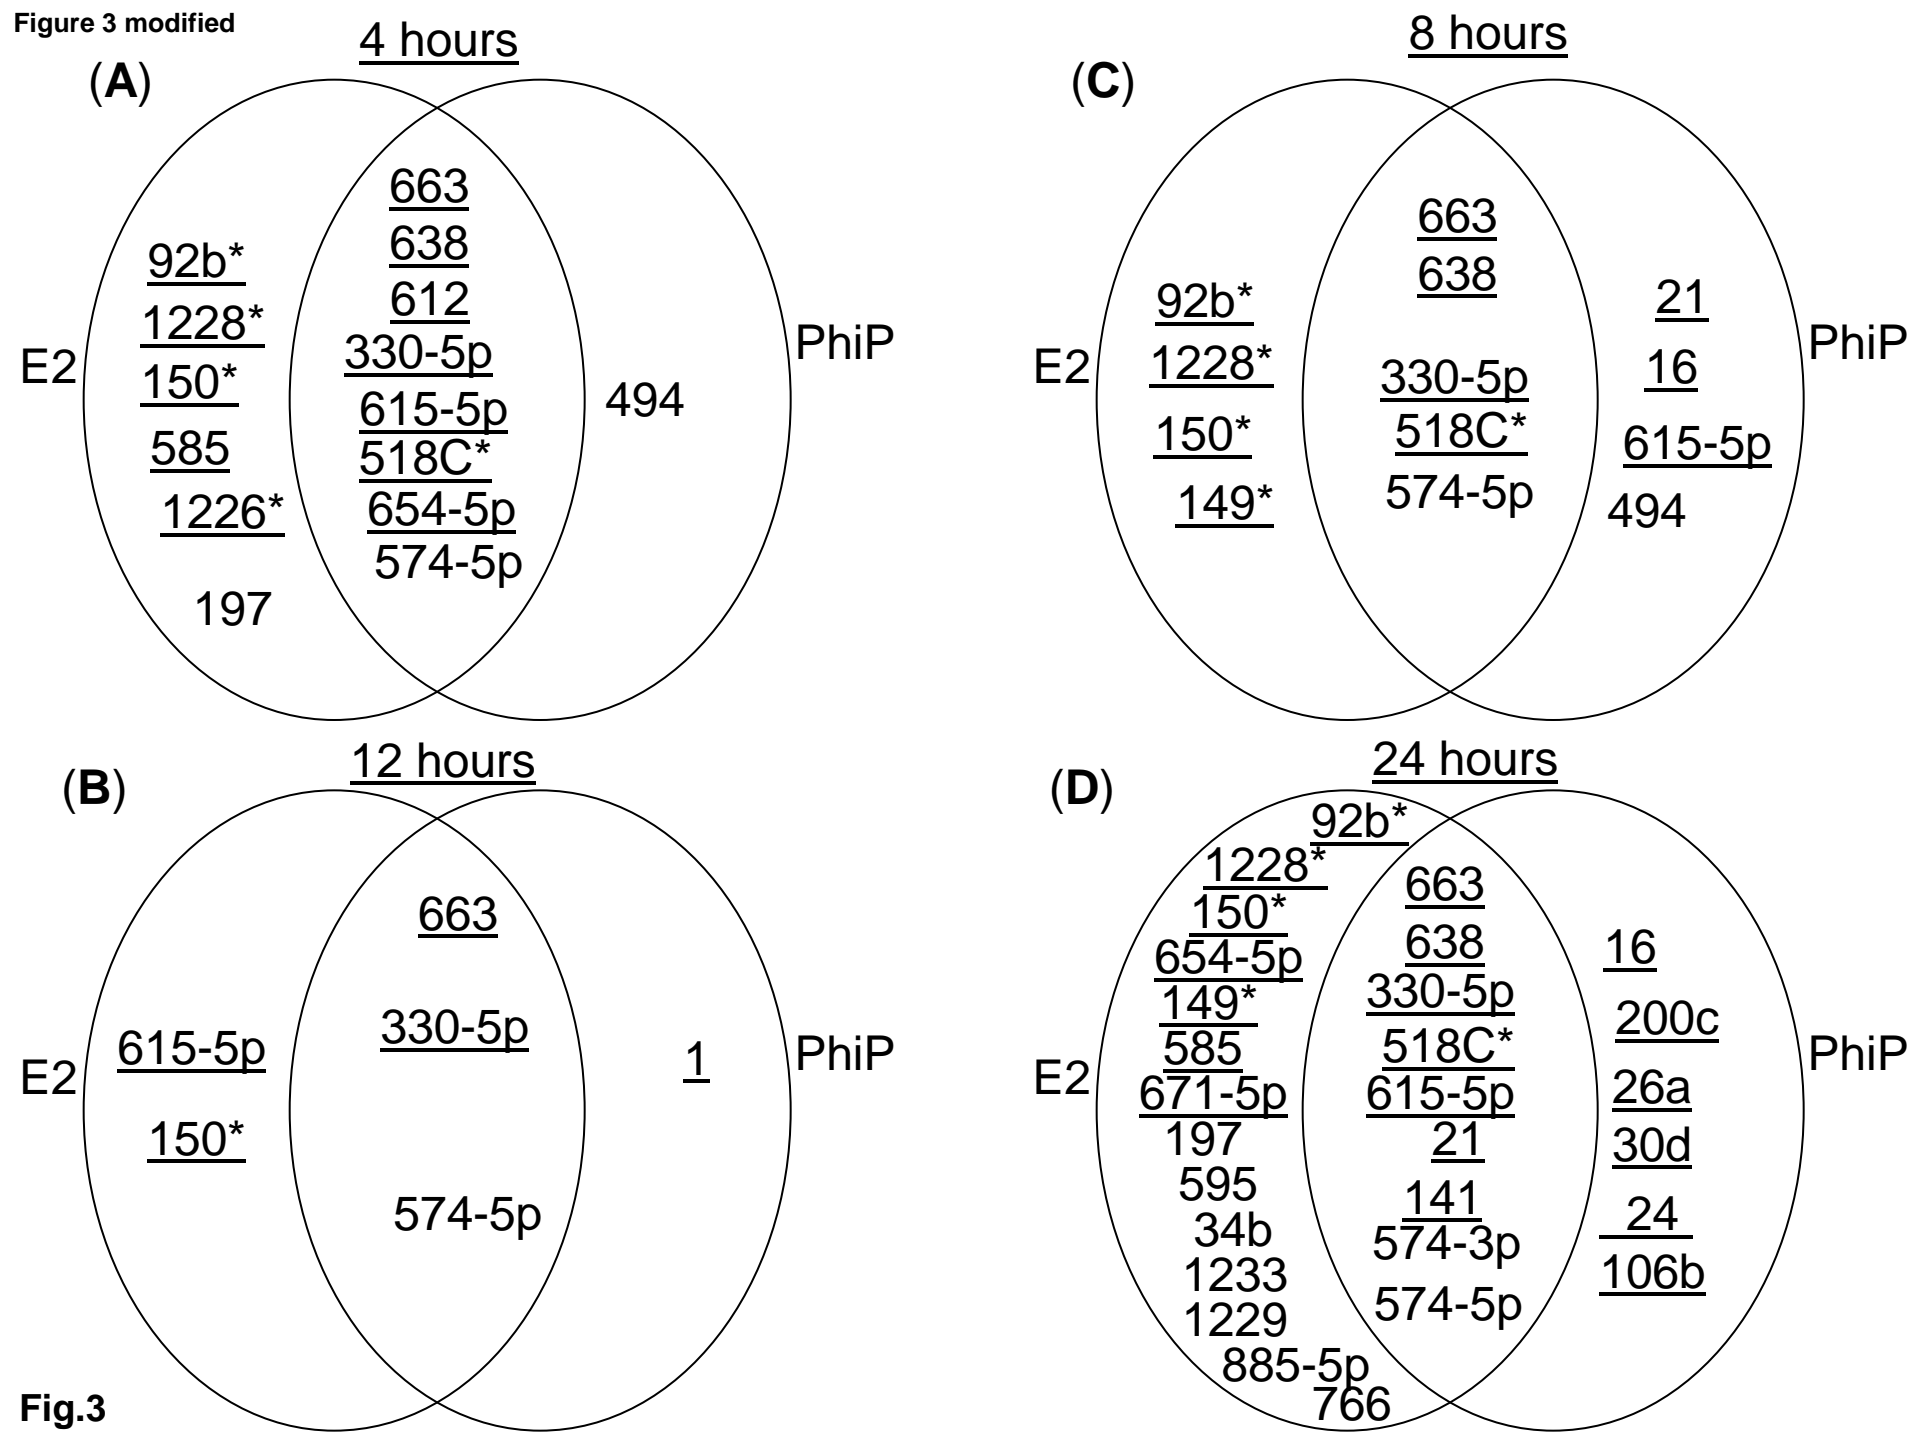 Figure 3 modified
4 hours
(A)
E2
92b*
1228*
150*
585
1226*
197
663
638
612
330-5p
615-5p
518C*
654-5p
574-5p
494
PhiP
8 hours
(C)
E2
92b*
1228*
150*
149*
663
638
330-5p
518C*
574-5p
21
16
615-5p
494
PhiP
12 hours
(B)
E2
615-5p
150*
663
330-5p
574-5p
1
PhiP
24 hours
(D)
E2
92b*
1228*
150*
654-5p
149*
585
671-5p
197
595
34b
1233
1229
885-5p
766
663
638
330-5p
518C*
615-5p
21
141
574-3p
574-5p
16
200c
26a
30d
24
106b
PhiP
Fig.3